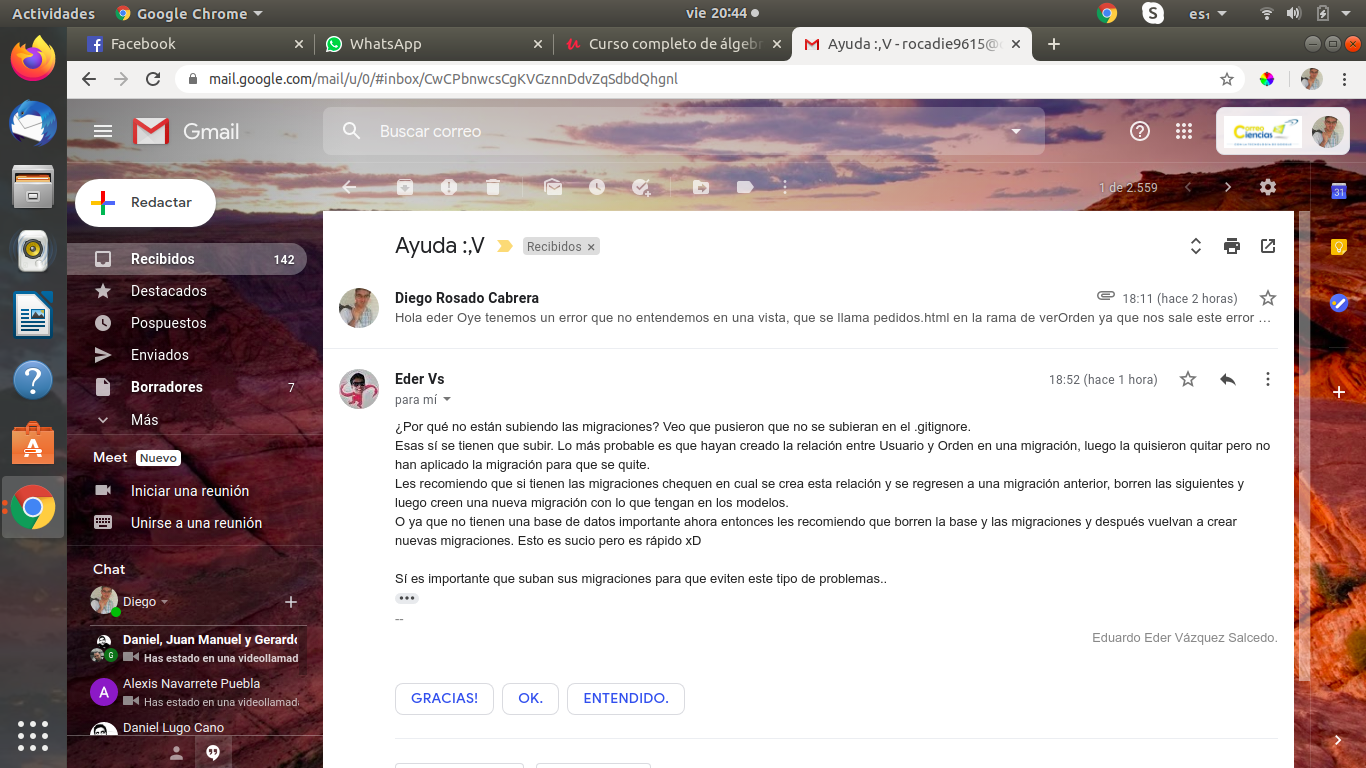 Actividades Google Chrome vie 20:44 es₁
Facebook WhatsApp Curso completo de álgebr Ayuda :,V - rocadie9615@
mail.google.com/mail/u/0/#inbox/CwCPbnwcsCgKVGznnDdvZqSdbdQhgnl
Gmail Buscar correo Correo Ciencias
Redactar
1 de 2.559
Recibidos 142
Destacados
Pospuestos
Enviados
Borradores 7
Más
Meet Nuevo
Iniciar una reunión
Unirse a una reunión
Chat
Diego
Daniel, Juan Manuel y Gerardo
G Has estado en una videollamad
A Alexis Navarrete Puebla
Has estado en una videollamada
Daniel Lugo Cano
Ayuda :,V Recibidos x
Diego Rosado Cabrera 18:11 (hace 2 horas)
Hola eder Oye tenemos un error que no entendemos en una vista, que se llama pedidos.html en la rama de verOrden ya que nos sale este error …
Eder Vs 18:52 (hace 1 hora)
para mí
¿Por qué no están subiendo las migraciones? Veo que pusieron que no se subieran en el .gitignore.
Esas sí se tienen que subir. Lo más probable es que hayan creado la relación entre Usuario y Orden en una migración, luego la quisieron quitar pero no
han aplicado la migración para que se quite.
Les recomiendo que si tienen las migraciones chequen en cual se crea esta relación y se regresen a una migración anterior, borren las siguientes y
luego creen una nueva migración con lo que tengan en los modelos.
O ya que no tienen una base de datos importante ahora entonces les recomiendo que borren la base y las migraciones y después vuelvan a crear
nuevas migraciones. Esto es sucio pero es rápido xD
Sí es importante que suban sus migraciones para que eviten este tipo de problemas..
--
Eduardo Eder Vázquez Salcedo.
GRACIAS! OK. ENTENDIDO.
31